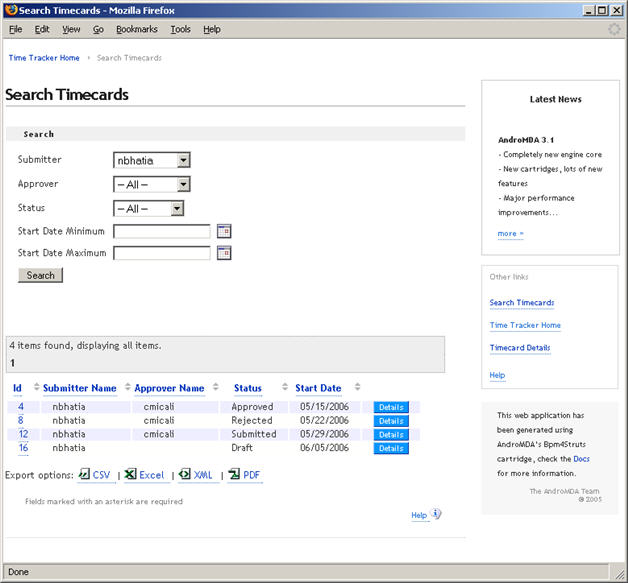 Search Timecards - Mozilla Firefox
File Edit View Go Bookmarks Tools Help
Time Tracker Home › Search Timecards
Search Timecards
Search
Submitter nbhatia
Approver -- All --
Status -- All --
Start Date Minimum
Start Date Maximum
Search
4 items found, displaying all items.
1
Id Submitter Name Approver Name Status Start Date
4 nbhatia cmicali Approved 05/15/2006 Details
8 nbhatia cmicali Rejected 05/22/2006 Details
12 nbhatia cmicali Submitted 05/29/2006 Details
16 nbhatia Draft 06/05/2006 Details
Export options: CSV | Excel | XML | PDF
Fields marked with an asterisk are required
Help
Latest News
AndroMDA 3.1
- Completely new engine core
- New cartridges, lots of new
features
- Major performance
improvements...
more »
Other links
Search Timecards
Time Tracker Home
Timecard Details
Help
This web application has
been generated using
AndroMDA's Bpm4Struts
cartridge, check the Docs
for more information.
The AndroMDA Team
© 2005
Done